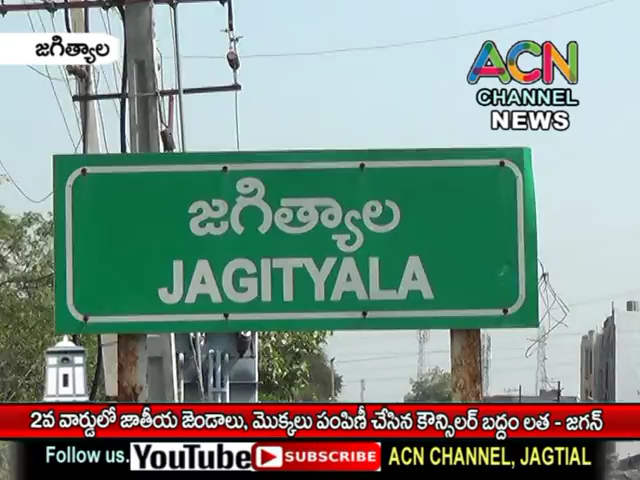 జగిత్యాల
ACN
CHANNEL
NEWS
జగిత్యాల
JAGITYALA
2వ వార్డులో జాతీయ జెండాలు, మొక్కలు పంపిణీ చేసిన కౌన్సిలర్ బద్దం లత - జగన్
Follow us. YouTube SUBSCRIBE ACN CHANNEL, JAGTIAL